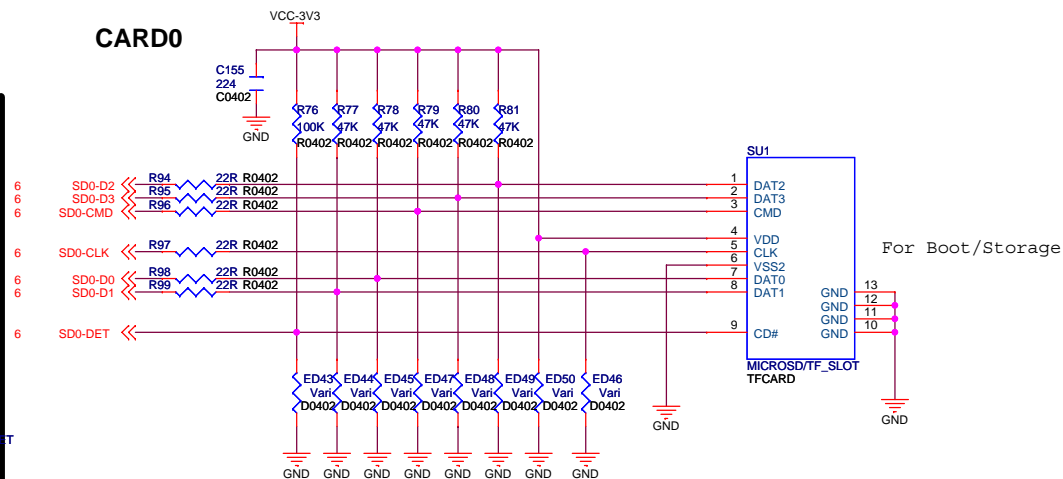 VCC-3V3
CARD0
C155
224
C0402
GND
R76 R77 R78 R79 R80 R81
100K 47K 47K 47K 47K 47K
R0402 R0402 R0402 R0402 R0402 R0402
SU1
6 SD0-D2 R94 22R R0402 1 DAT2
6 SD0-D3 R95 22R R0402 2 DAT3
6 SD0-CMD R96 22R R0402 3 CMD
4 VDD
6 SD0-CLK R97 22R R0402 5 CLK
For Boot/Storage
6 VSS2
6 SD0-D0 R98 22R R0402 7 DAT0
6 SD0-D1 R99 22R R0402 8 DAT1
GND 13
GND 12
GND 11
GND 10
6 SD0-DET 9 CD#
MICROSD/TF_SLOT
TFCARD
ED43 ED44 ED45 ED47 ED48 ED49 ED50 ED46
Vari Vari Vari Vari Vari Vari Vari Vari
D0402 D0402 D0402 D0402 D0402 D0402 D0402 D0402
GND
GND
ET
GND GND GND GND GND GND GND GND